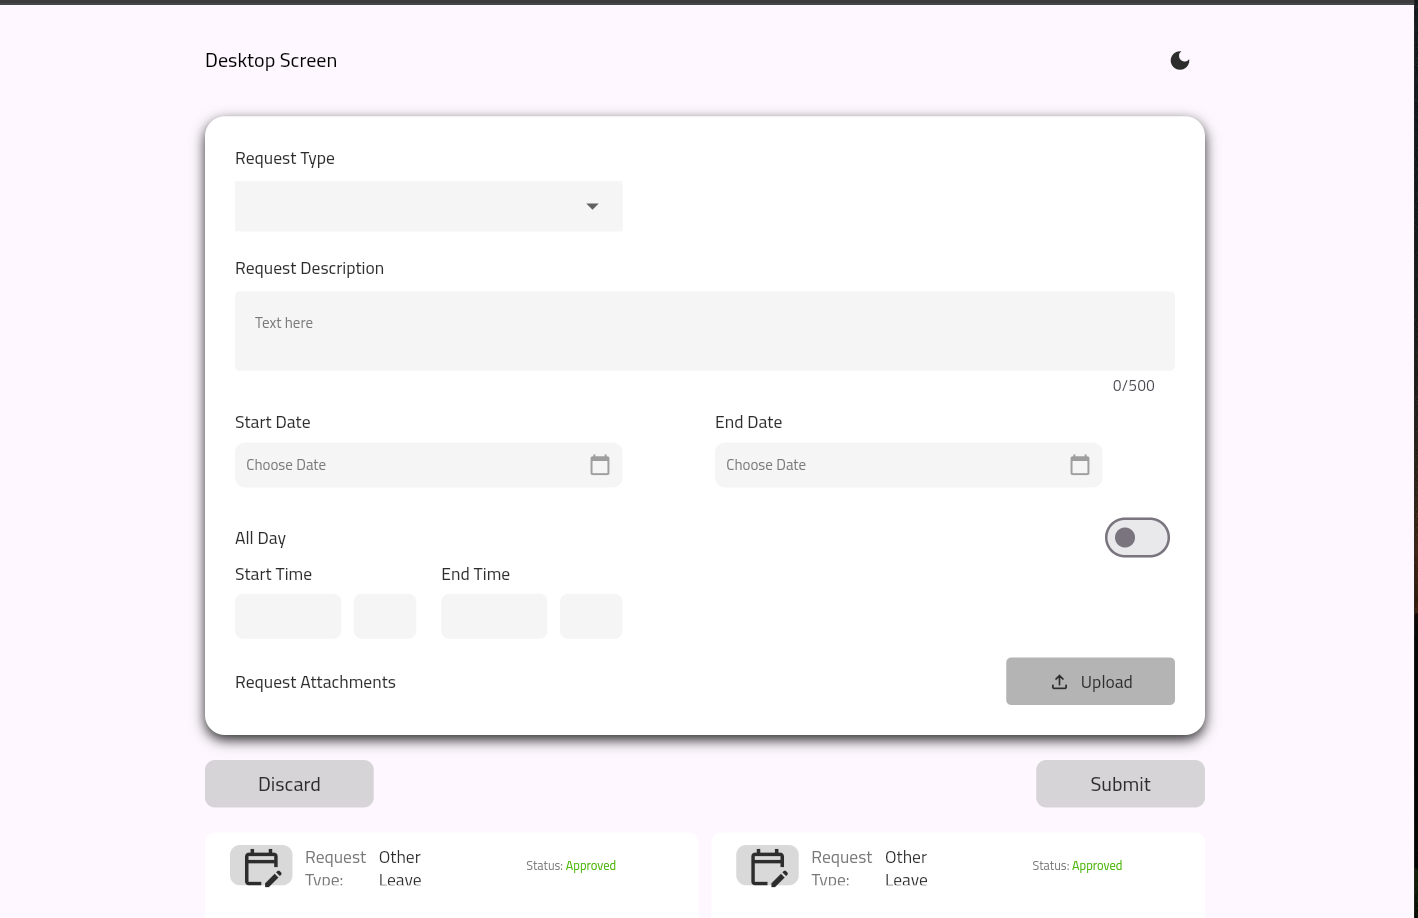 Desktop Screen
Request Type
Request Description
Text here
0/500
Start Date
End Date
Choose Date
Choose Date
All Day
Start Time
End Time
Request Attachments
Upload
Discard
Submit
Request Other
Type: Leave
Status: Approved
Request Other
Type: Leave
Status: Approved